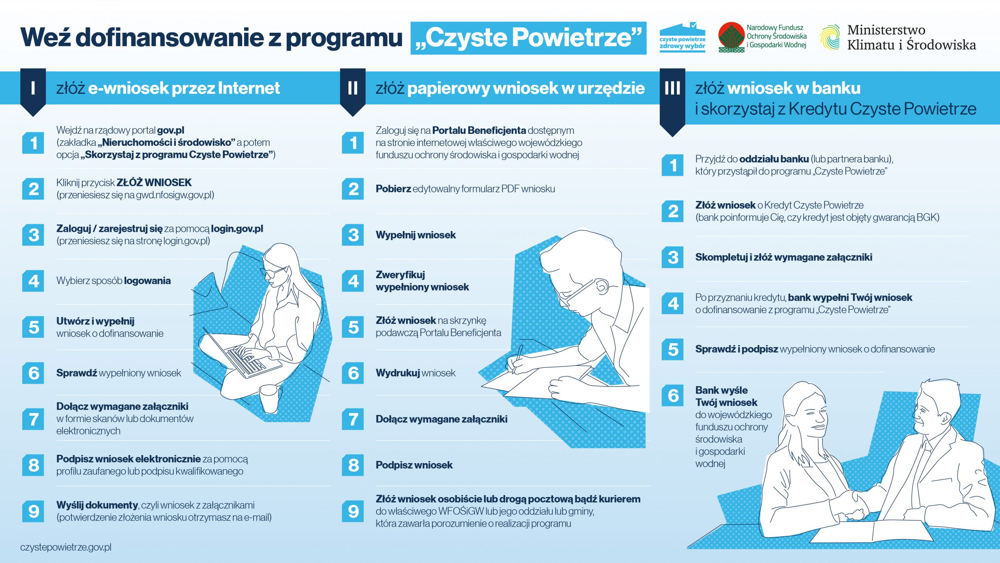 Weź dofinansowanie z programu „Czyste Powietrze”
czyste powietrze
zdrowy wybór
Narodowy Fundusz
Ochrony Środowiska
i Gospodarki Wodnej
Ministerstwo
Klimatu i Środowiska
I
złóż e-wniosek przez Internet
1
Wejdź na rządowy portal gov.pl
(zakładka „Nieruchomości i środowisko” a potem
opcja „Skorzystaj z programu Czyste Powietrze”)
2
Kliknij przycisk ZŁÓŻ WNIOSEK
(przeniesiesz się na gwd.nfosigw.gov.pl)
3
Zaloguj / zarejestruj się za pomocą login.gov.pl
(przeniesiesz się na stronę login.gov.pl)
4
Wybierz sposób logowania
5
Utwórz i wypełnij
wniosek o dofinansowanie
6
Sprawdź wypełniony wniosek
7
Dołącz wymagane załączniki
w formie skanów lub dokumentów
elektronicznych
8
Podpisz wniosek elektronicznie za pomocą
profilu zaufanego lub podpisu kwalifikowanego
9
Wyślij dokumenty, czyli wniosek z załącznikami
(potwierdzenie złożenia wniosku otrzymasz na e-mail)
II
złóż papierowy wniosek w urzędzie
1
Zaloguj się na Portalu Beneficjenta dostępnym
na stronie internetowej właściwego wojewódzkiego
funduszu ochrony środowiska i gospodarki wodnej
2
Pobierz edytowalny formularz PDF wniosku
3
Wypełnij wniosek
4
Zweryfikuj
wypełniony wniosek
5
Złóż wniosek na skrzynkę
podawczą Portalu Beneficjenta
6
Wydrukuj wniosek
7
Dołącz wymagane załączniki
8
Podpisz wniosek
9
Złóż wniosek osobiście lub drogą pocztową bądź kurierem
do właściwego WFOŚiGW lub jego oddziału lub gminy,
która zawarła porozumienie o realizacji programu
III
złóż wniosek w banku
i skorzystaj z Kredytu Czyste Powietrze
1
Przyjdź do oddziału banku (lub partnera banku),
który przystąpił do programu „Czyste Powietrze”
2
Złóż wniosek o Kredyt Czyste Powietrze
(bank poinformuje Cię, czy kredyt jest objęty gwarancją BGK)
3
Skompletuj i złóż wymagane załączniki
4
Po przyznaniu kredytu, bank wypełni Twój wniosek
o dofinansowanie z programu „Czyste Powietrze”
5
Sprawdź i podpisz wypełniony wniosek o dofinansowanie
6
Bank wyśle
Twój wniosek
do wojewódzkiego
funduszu ochrony
środowiska
i gospodarki
wodnej
czystepowietrze.gov.pl